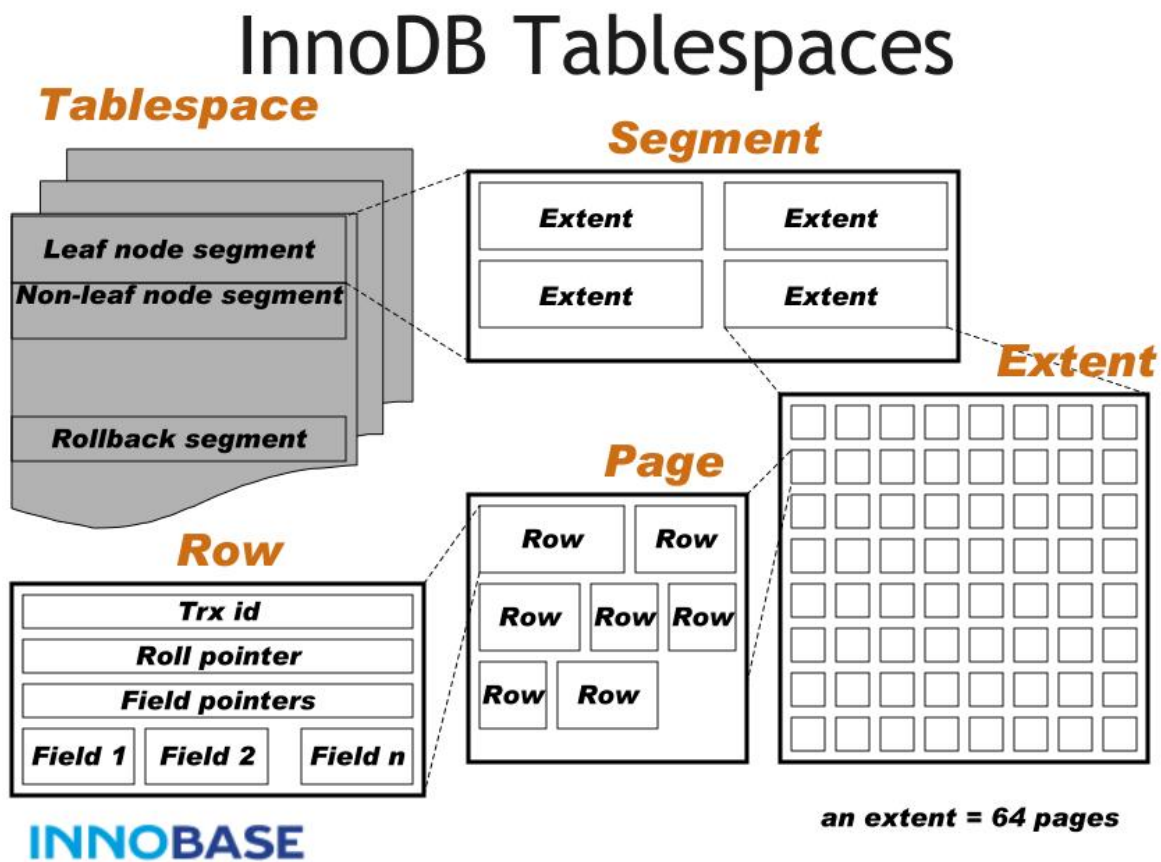 InnoDB Tablespaces
Tablespace
Segment
Leaf node segment
Non-leaf node segment
Rollback segment
Extent
Extent
Extent
Extent
Extent
Page
Row
Row
Row
Row
Row
Row
Row
Row
Trx id
Roll pointer
Field pointers
Field 1
Field 2
Field n
an extent = 64 pages
INNOBASE